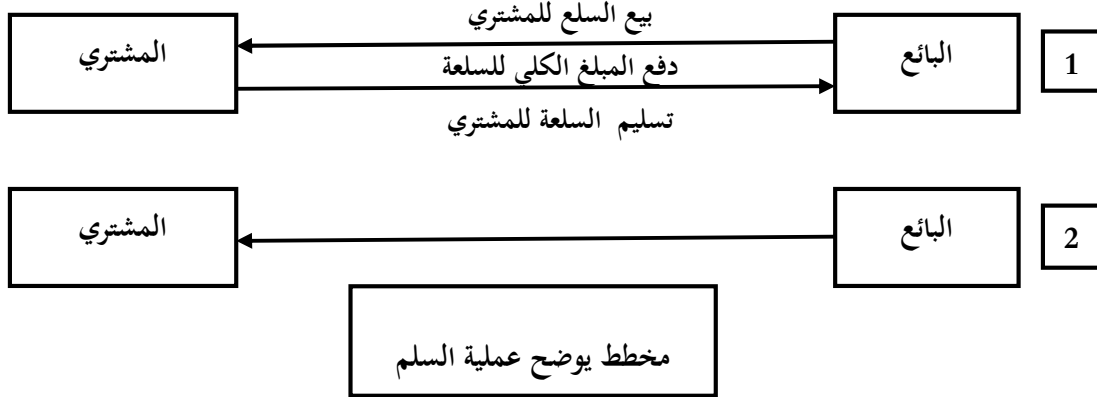 بيع السلع للمشتري
المشتري
البائع
1
دفع المبلغ الكلي للسلعة
تسليم السلعة للمشتري
المشتري
البائع
2
مخطط يوضح عملية السلم